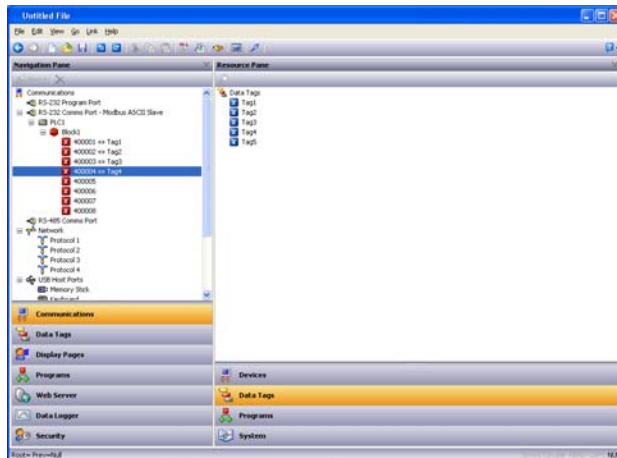 Untitled File
File Edit View Go Link Help
Navigation Pane
Communications
RS-232 Program Port
RS-232 Comms Port - Modbus ASCII Slave
PLC1
Block1
400001 <=> Tag1
400002 <=> Tag2
400003 <=> Tag3
400004 <=> Tag4
400005
400006
400007
400008
RS-485 Comms Port
Network
Protocol 1
Protocol 2
Protocol 3
Protocol 4
USB Host Ports
Memory Stick
Keyboard
Communications
Data Tags
Display Pages
Programs
Web Server
Data Logger
Security
Resource Pane
Data Tags
Tag1
Tag2
Tag3
Tag4
Tag5
Devices
Data Tags
Programs
System